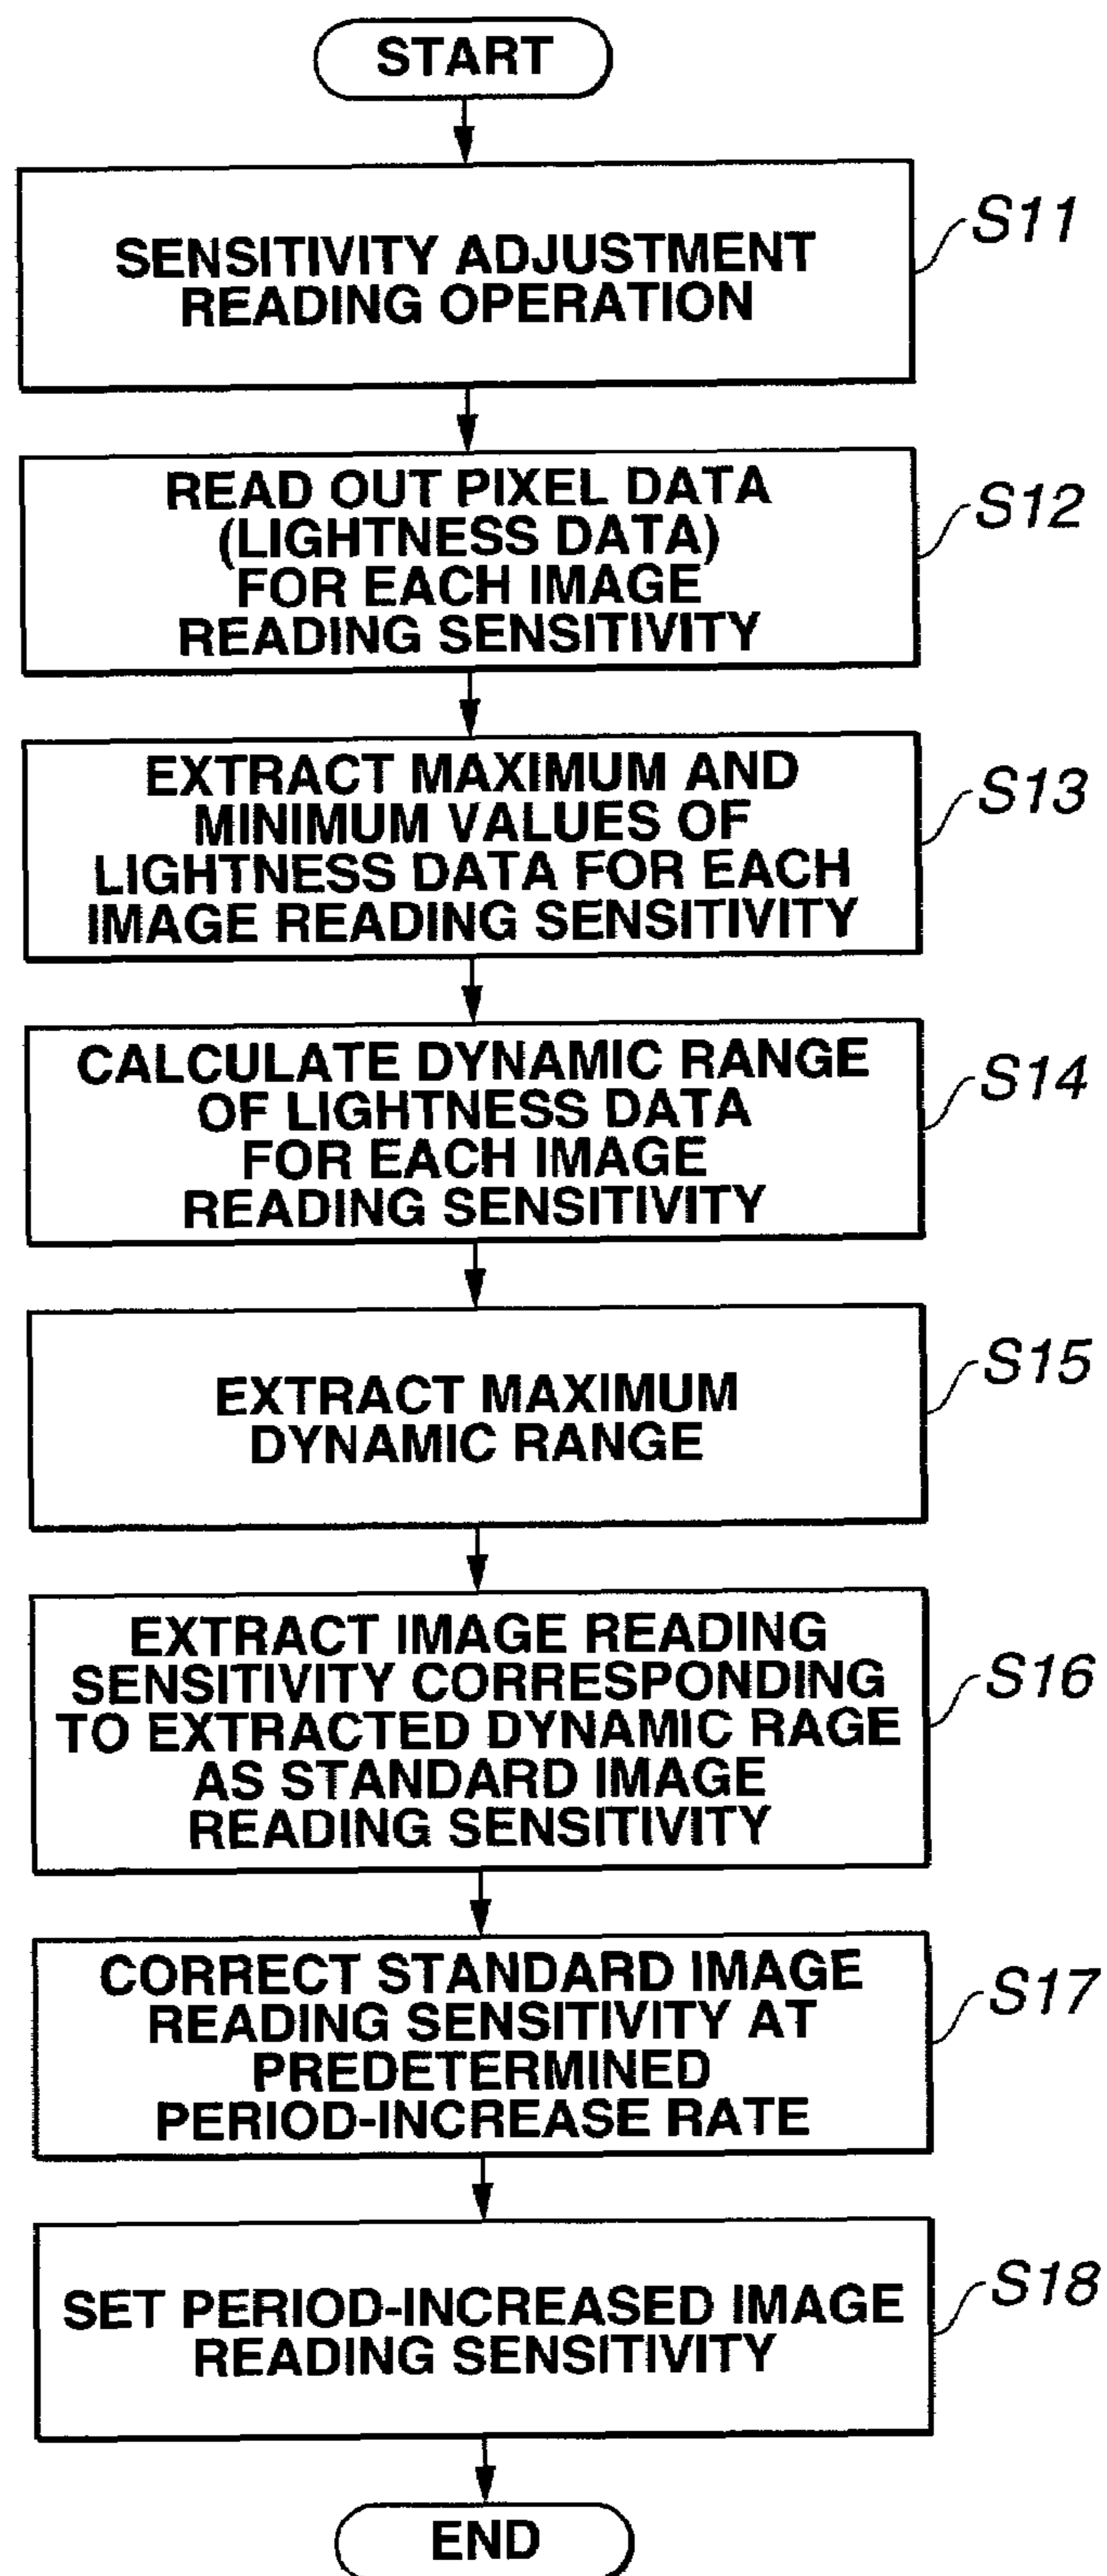 START
SENSITIVITY ADJUSTMENT
READING OPERATION
S11
READ OUT PIXEL DATA
(LIGHTNESS DATA)
FOR EACH IMAGE
READING SENSITIVITY
S12
EXTRACT MAXIMUM AND
MINIMUM VALUES OF
LIGHTNESS DATA FOR EACH
IMAGE READING SENSITIVITY
S13
CALCULATE DYNAMIC RANGE
OF LIGHTNESS DATA
FOR EACH IMAGE
READING SENSITIVITY
S14
EXTRACT MAXIMUM
DYNAMIC RANGE
S15
EXTRACT IMAGE READING
SENSITIVITY CORRESPONDING
TO EXTRACTED DYNAMIC RAGE
AS STANDARD IMAGE
READING SENSITIVITY
S16
CORRECT STANDARD IMAGE
READING SENSITIVITY AT
PREDETERMINED
PERIOD-INCREASE RATE
S17
SET PERIOD-INCREASED IMAGE
READING SENSITIVITY
S18
END